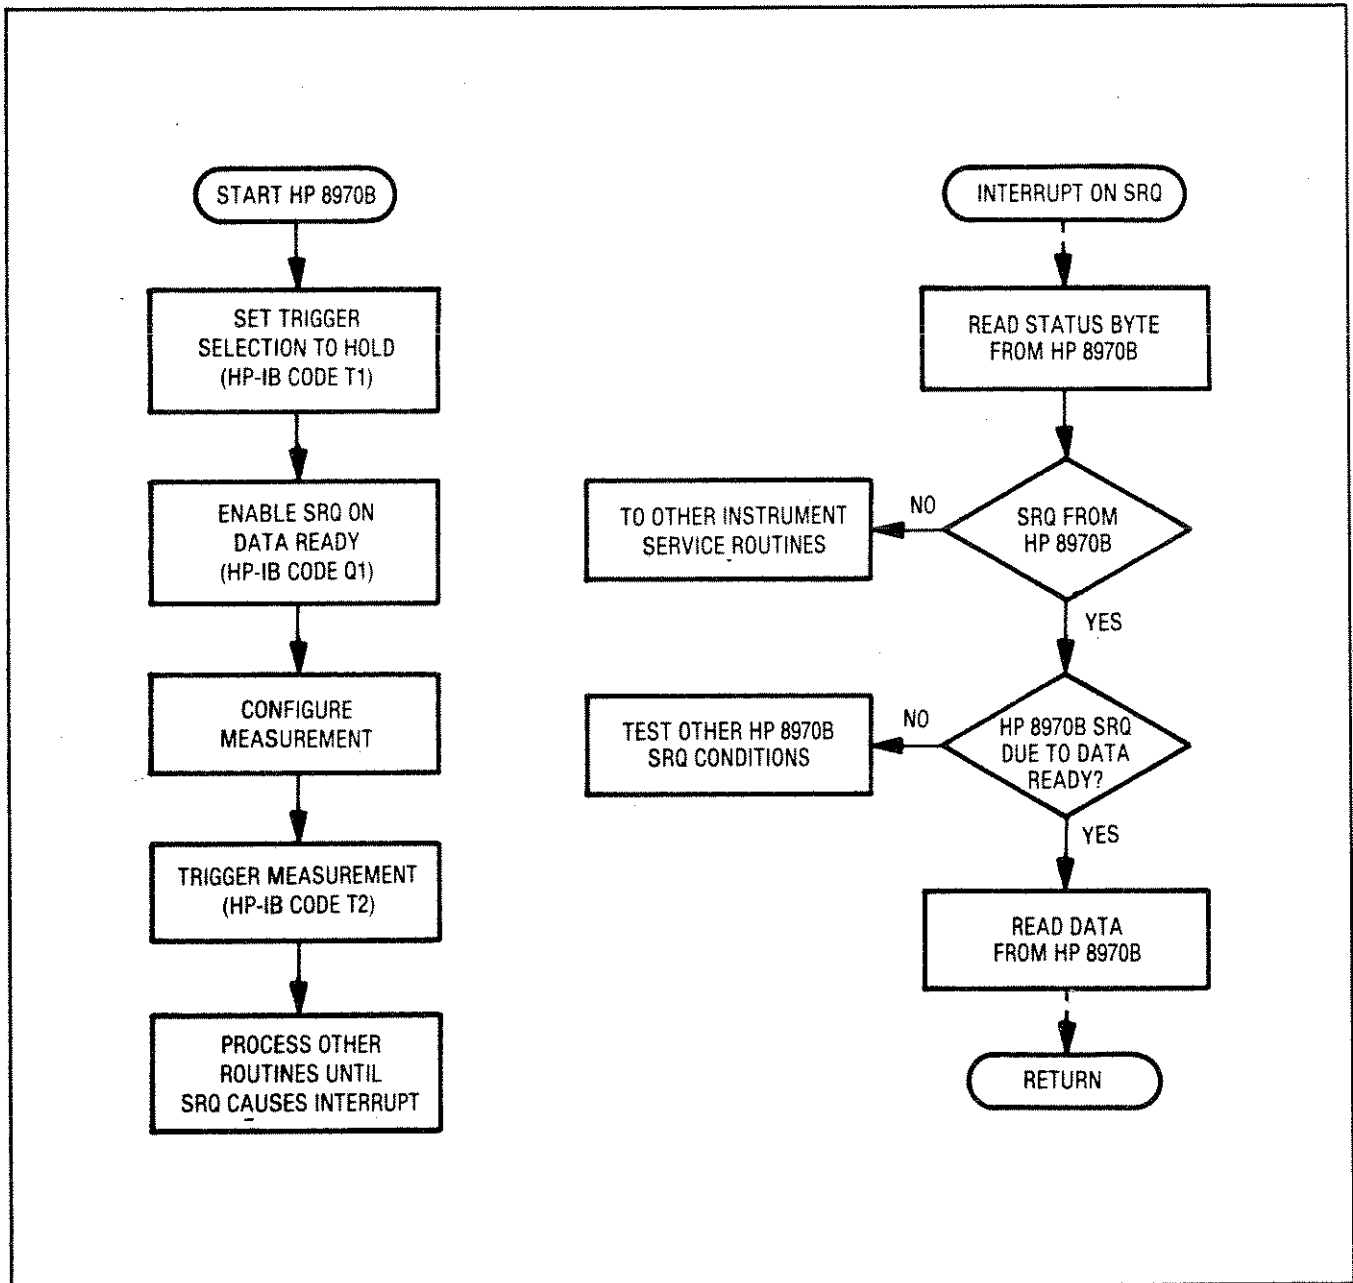 START HP 8970B
SET TRIGGER
SELECTION TO HOLD
(HP-IB CODE T1)
ENABLE SRQ ON
DATA READY
(HP-IB CODE Q1)
CONFIGURE
MEASUREMENT
TRIGGER MEASUREMENT
(HP-IB CODE T2)
PROCESS OTHER
ROUTINES UNTIL
SRQ CAUSES INTERRUPT
INTERRUPT ON SRQ
READ STATUS BYTE
FROM HP 8970B
SRQ FROM
HP 8970B
NO
TO OTHER INSTRUMENT
SERVICE ROUTINES
YES
HP 8970B SRQ
DUE TO DATA
READY?
NO
TEST OTHER HP 8970B
SRQ CONDITIONS
YES
READ DATA
FROM HP 8970B
RETURN